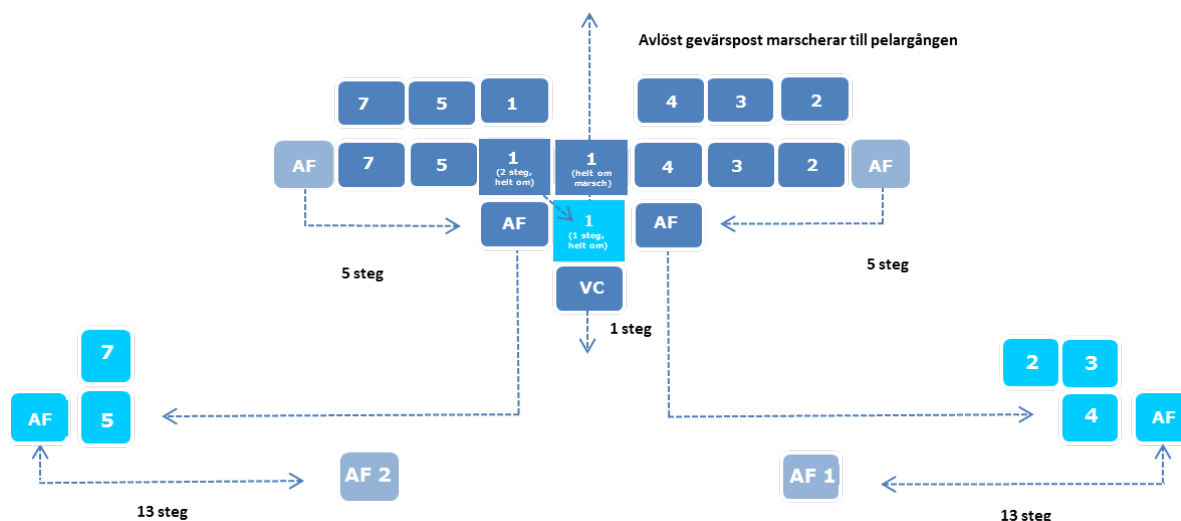 Avlöst gevärspost marscherar till pelargången
7 5 1 4 3 2
AF 7 5 1 1 4 3 2 AF
(2 steg, (helt om
helt om) marsch)
AF 1 AF
(1 steg,
helt om)
5 steg 5 steg
VC
1 steg
7 2 3
AF 5 4 AF
AF 2 AF 1
13 steg 13 steg